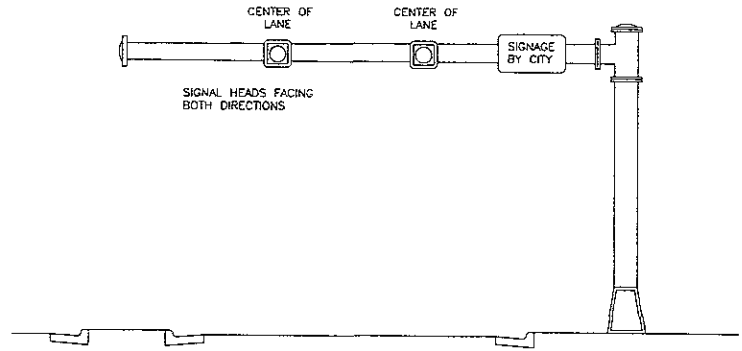 CENTER OF
LANE
CENTER OF
LANE
SIGNAGE
BY CITY
SIGNAL HEADS FACING
BOTH DIRECTIONS